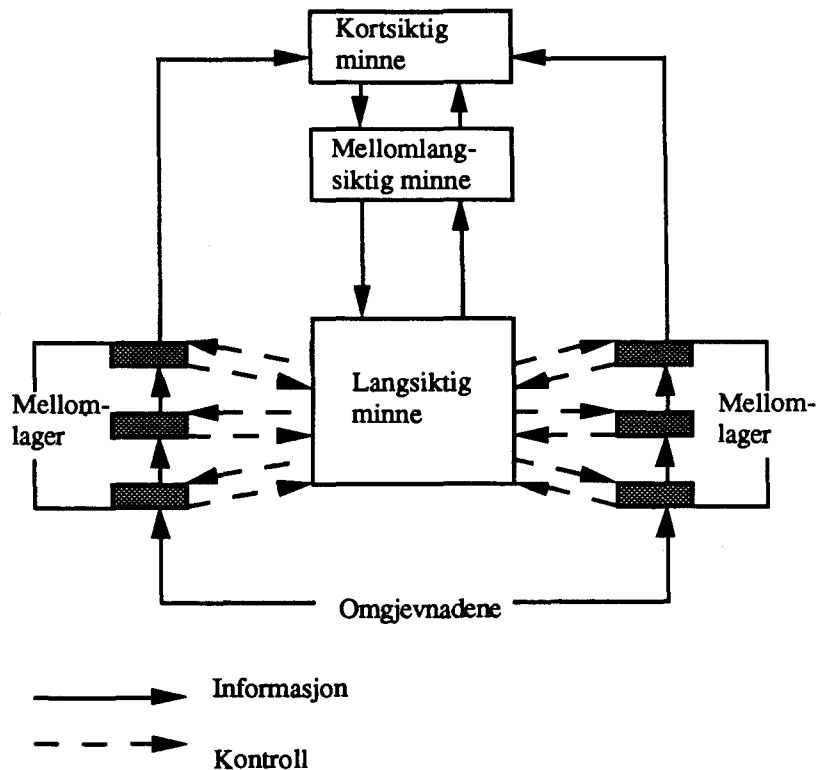 Kortsiktig
minne
Mellomlang-
siktig minne
Langsiktig
minne
Mellom-
lager
Mellom-
lager
Omgjevnadene
Informasjon
Kontroll